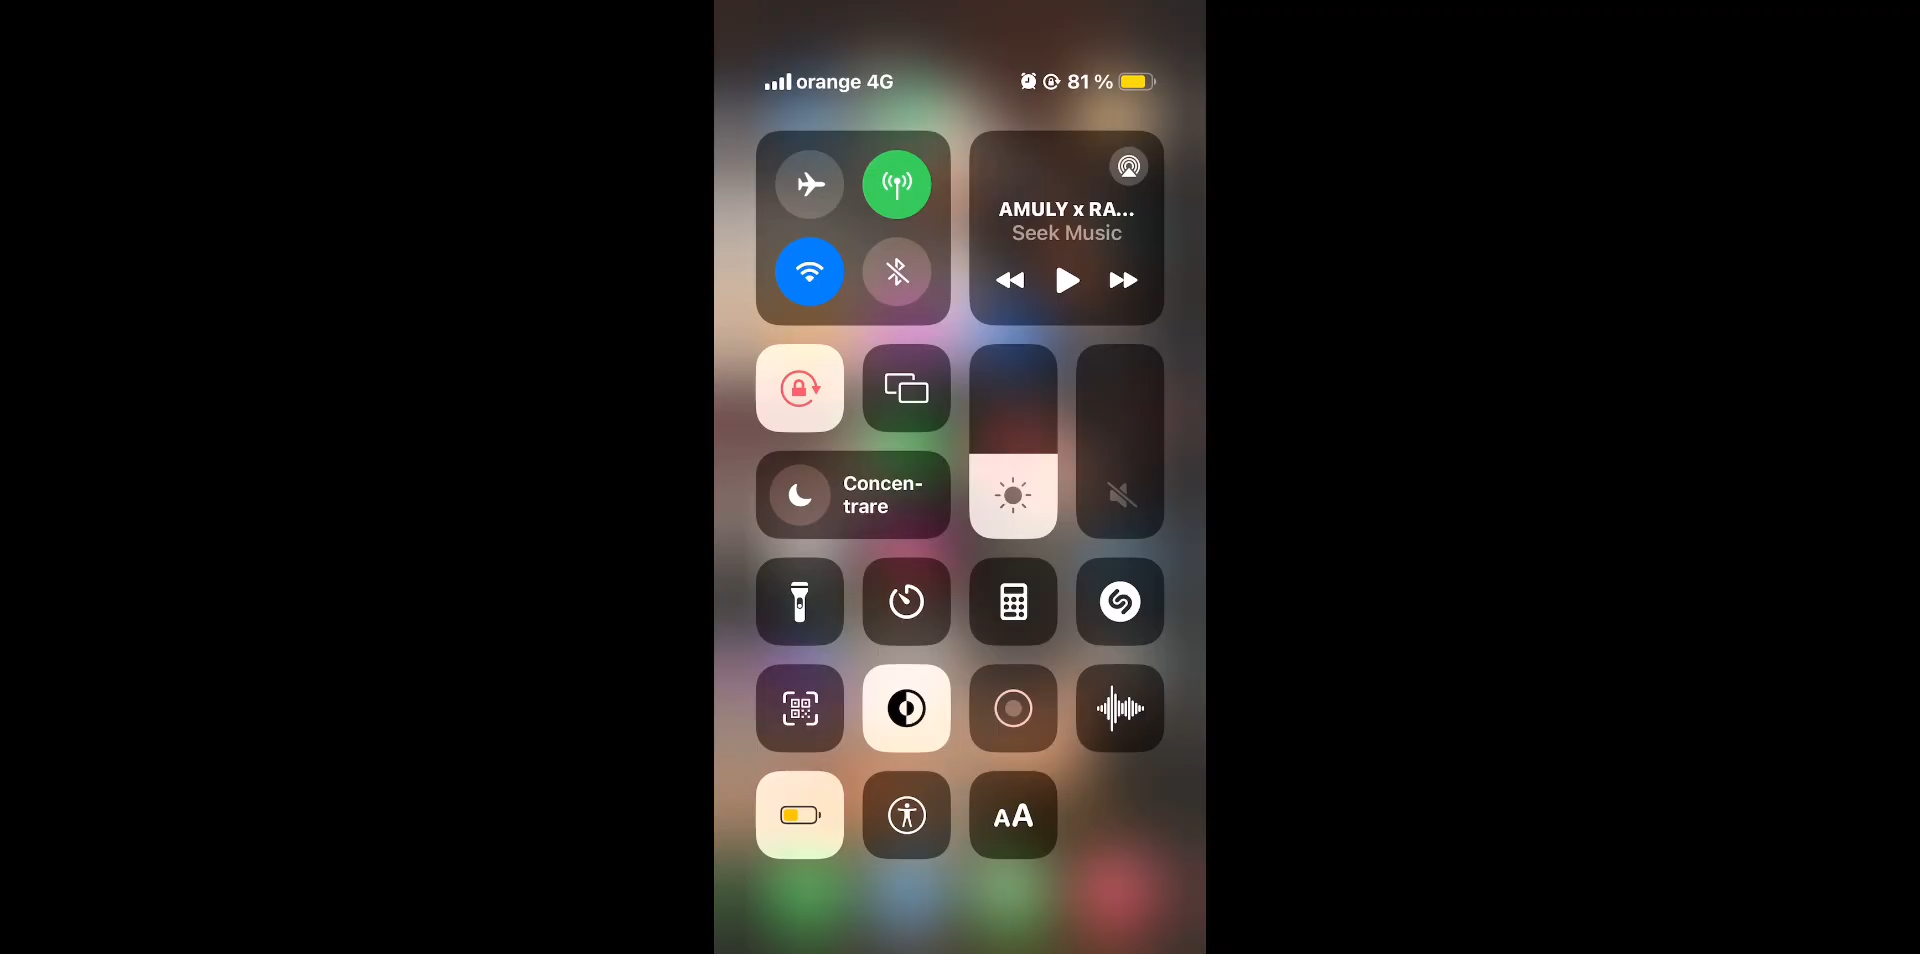 orange 4G
81 %
AMULY x RA...
Seek Music
Concen-
trare
AA